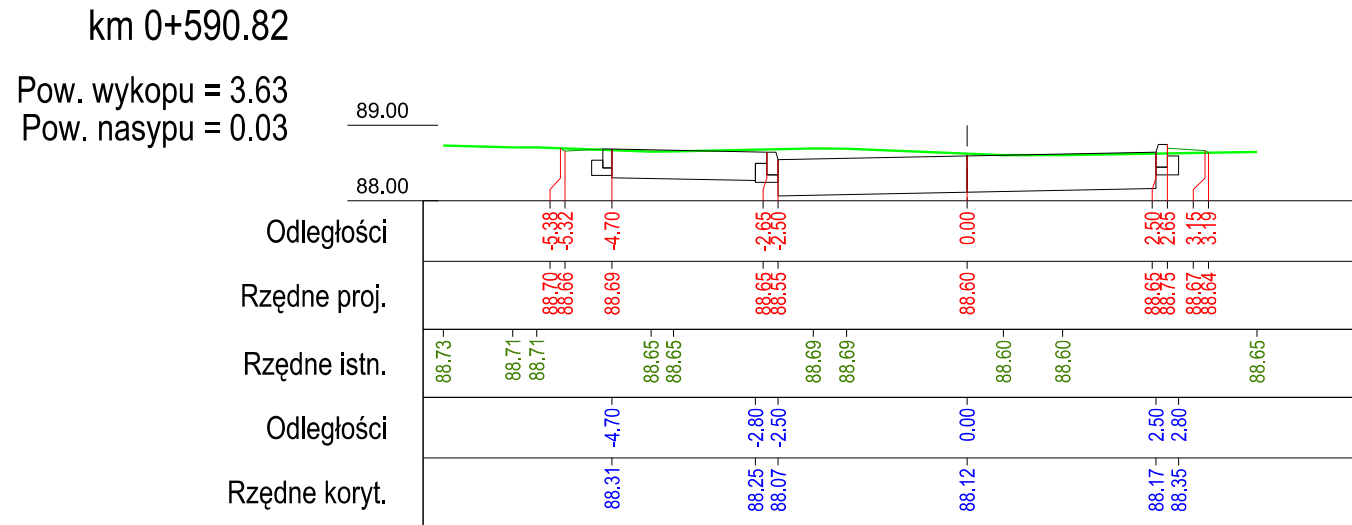 km 0+590.82
Pow. wykopu = 3.63
Pow. nasypu = 0.03
89.00
88.00
Odległości -5.38 -5.32 -4.70 -2.65 -2.50 0.00 2.50 2.65 3.15 3.19
Rzędne proj. 88.70 88.66 88.69 88.65 88.55 88.60 88.65 88.75 88.67 88.64
Rzędne istn. 88.73 88.71 88.71 88.65 88.65 88.69 88.69 88.60 88.60 88.65
Odległości -4.70 -2.80 -2.50 0.00 2.50 2.80
Rzędne koryt. 88.31 88.25 88.07 88.12 88.17 88.35